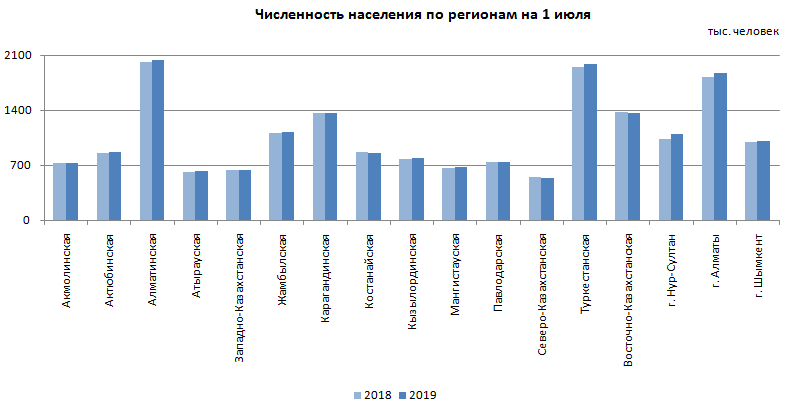 Численность населения по регионам на 1 июля
тыс. человек
2100
1400
700
0
Акмолинская
Актюбинская
Алматинская
Атырауская
Западно-Казахстанская
Жамбылская
Карагандинская
Костанайская
Кызылординская
Мангистауская
Павлодарская
Северо-Казахстанская
Туркестанская
Восточно-Казахстанская
г. Нур-Султан
г. Алматы
г. Шымкент
2018 2019